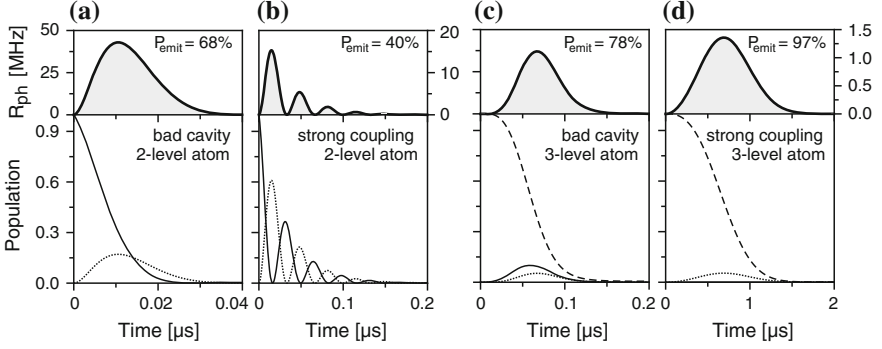 (a) (b) (c) (d)
50 20 1.5
P_emit = 68% P_emit = 40% P_emit = 78% P_emit = 97%
R_ph [MHz]
25 10 1.0
0.5
0 0 0.0
0.9
bad cavity strong coupling bad cavity strong coupling
2-level atom 2-level atom 3-level atom 3-level atom
Population
0.6
0.3
0.0
0 0.02 0.04 0 0.1 0.2 0 0.1 0.2 0 1 2
Time [µs] Time [µs] Time [µs] Time [µs]